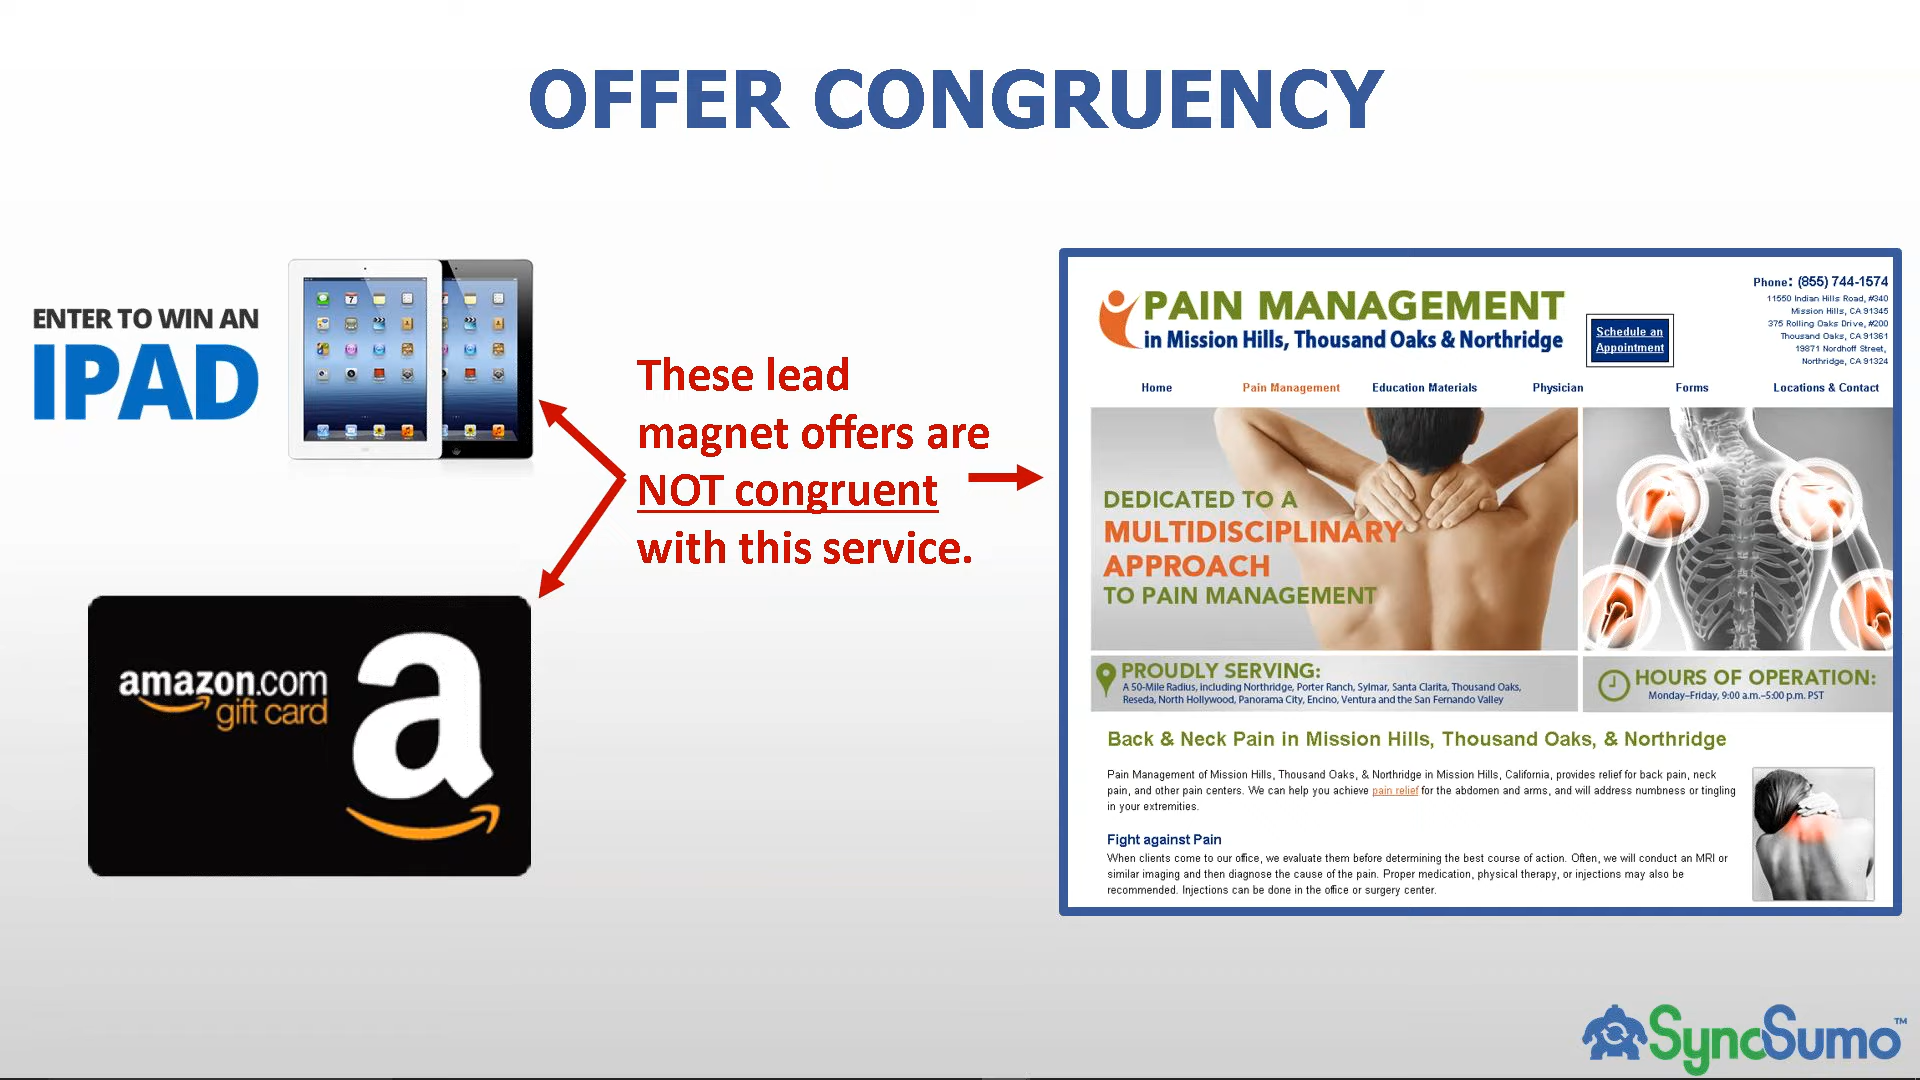 OFFER CONGRUENCY
ENTER TO WIN AN
IPAD
amazon.com
gift card
a
These lead
magnet offers are
NOT congruent
with this service.
PAIN MANAGEMENT
in Mission Hills, Thousand Oaks & Northridge
Schedule an
Appointment
Phone: (855) 744-1574
11550 Indian Hills Road, #340
Mission Hills, CA 91345
375 Rolling Oaks Drive, #200
Thousand Oaks, CA 91361
19871 Nordhoff Street,
Northridge, CA 91324
Home Pain Management Education Materials Physician Forms Locations & Contact
DEDICATED TO A
MULTIDISCIPLINARY
APPROACH
TO PAIN MANAGEMENT
PROUDLY SERVING:
A 50-Mile Radius, including Northridge, Porter Ranch, Sylmar, Santa Clarita, Thousand Oaks,
Reseda, North Hollywood, Panorama City, Encino, Ventura and the San Fernando Valley
HOURS OF OPERATION:
Monday–Friday, 9:00 a.m.–5:00 p.m. PST
Back & Neck Pain in Mission Hills, Thousand Oaks, & Northridge
Pain Management of Mission Hills, Thousand Oaks, & Northridge in Mission Hills, California, provides relief for back pain, neck
pain, and other pain centers. We can help you achieve pain relief for the abdomen and arms, and will address numbness or tingling
in your extremities.
Fight against Pain
When clients come to our office, we evaluate them before determining the best course of action. Often, we will conduct an MRI or
similar imaging and then diagnose the cause of the pain. Proper medication, physical therapy, or injections may also be
recommended. Injections can be done in the office or surgery center.
SyncSumo™